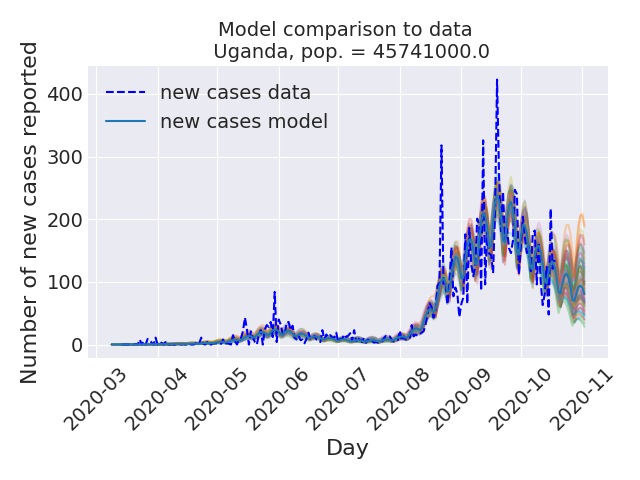 Model comparison to data
Uganda, pop. = 45741000.0
Number of new cases reported
400
300
200
100
0
new cases data
new cases model
2020-03
2020-04
2020-05
2020-06
2020-07
2020-08
2020-09
2020-10
2020-11
Day